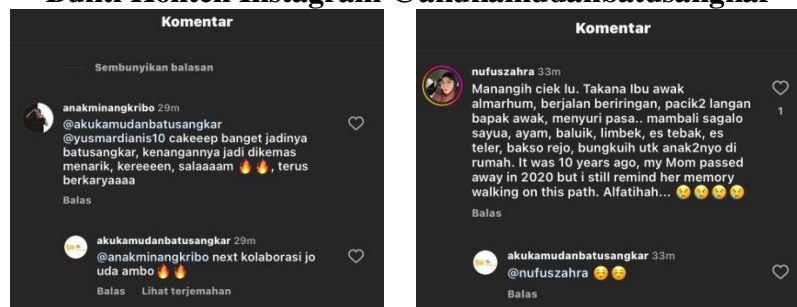 Bukti Konten Instagram @akukamudanbatusangkar
Komentar
Sembunyikan balasan
anakminangkribo 29m
@akukamudanbatusangkar
@yusmardianis10 cakeeep banget jadinya
batusangkar, kenangannya jadi dikemas
menarik, kereeeen, salaaaam 🔥🔥, terus
berkaryaaaa
Balas
akukamudanbatusangkar 29m
@anakminangkribo next kolaborasi jo
uda ambo🔥🔥
Balas Lihat terjemahan
Komentar
nufuszahra 33m
Manangih ciek lu. Takana Ibu awak
almarhum, berjalan beriringan, pacik2 langan
bapak awak, menyuri pasa.. mambali sagalo
sayua, ayam, baluik, limbek, es tebak, es
teler, bakso rejo, bungkuih utk anak2nyo di
rumah. It was 10 years ago, my Mom passed
away in 2020 but i still remind her memory
walking on this path. Alfatihah... 😢😢😢😢
1
Balas
akukamudanbatusangkar 33m
@nufuszahra ☺️☺️
Balas